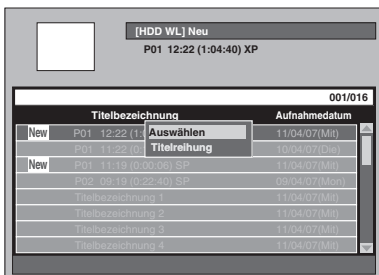 [HDD WL] Neu
P01 12:22 (1:04:40) XP
001/016
Titelbezeichnung Aufnahmedatum
New P01 12:22 (1:0 Auswählen 11/04/07(Mit)
P01 11:22 (0: Titelreihung 10/04/07(Die)
New P01 11:19 (0:00:06) SP 11/04/07(Mit)
P02 09:19 (0:22:40) SP 09/04/07(Mon)
Titelbezeichnung 1 11/04/07(Mit)
Titelbezeichnung 2 11/04/07(Mit)
Titelbezeichnung 3 11/04/07(Mit)
Titelbezeichnung 4 11/04/07(Mit)